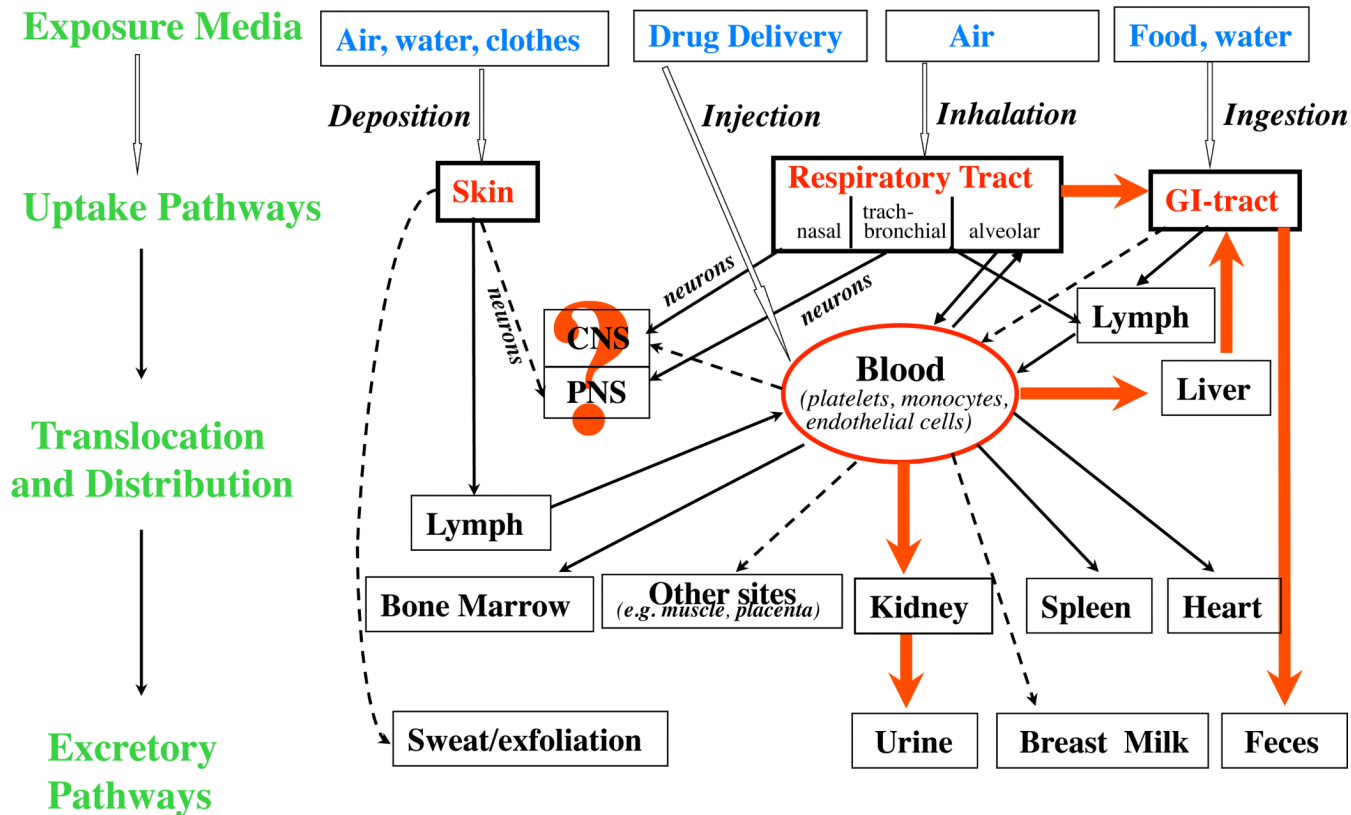 Exposure Media
Air, water, clothes
Drug Delivery
Air
Food, water
Deposition
Injection
Inhalation
Ingestion
Uptake Pathways
Skin
Respiratory Tract
nasal
trach-
bronchial
alveolar
GI-tract
neurons
neurons
neurons
?
CNS
PNS
Lymph
Blood
(platelets, monocytes,
endothelial cells)
Liver
Translocation
and Distribution
Lymph
Bone Marrow
Other sites
(e.g. muscle, placenta)
Kidney
Spleen
Heart
Excretory
Pathways
Sweat/exfoliation
Urine
Breast Milk
Feces